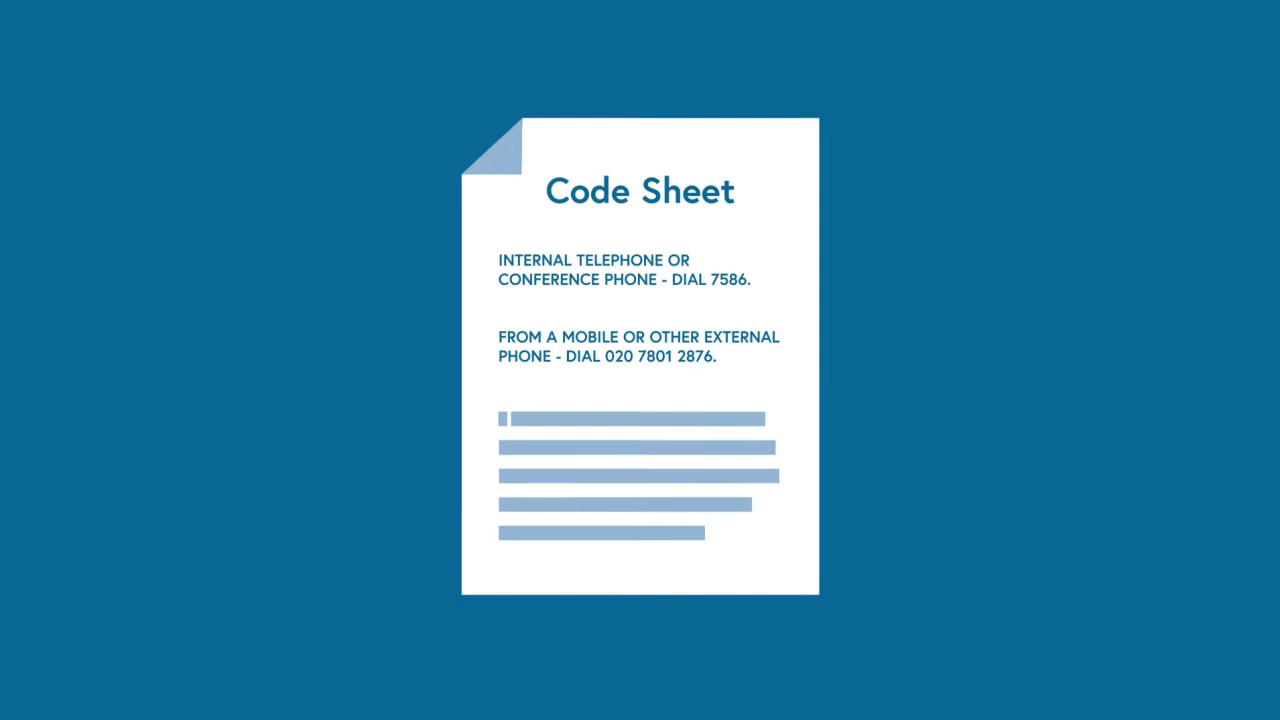 Code Sheet
INTERNAL TELEPHONE OR
CONFERENCE PHONE - DIAL 7586.
FROM A MOBILE OR OTHER EXTERNAL
PHONE - DIAL 020 7801 2876.